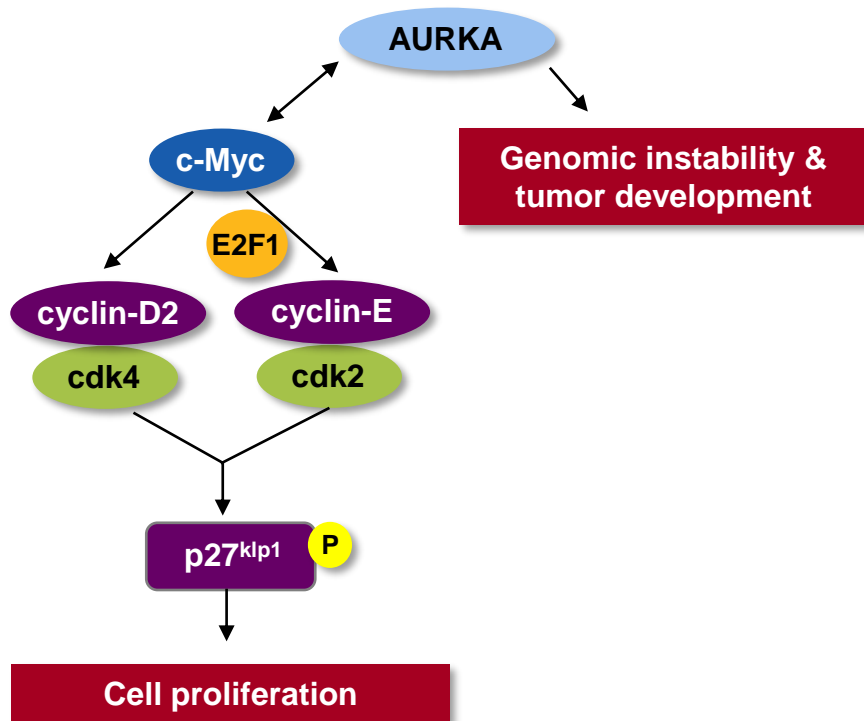 AURKA
c-Myc
Genomic instability &
tumor development
E2F1
cyclin-D2
cyclin-E
cdk4
cdk2
p27klp1
P
Cell proliferation